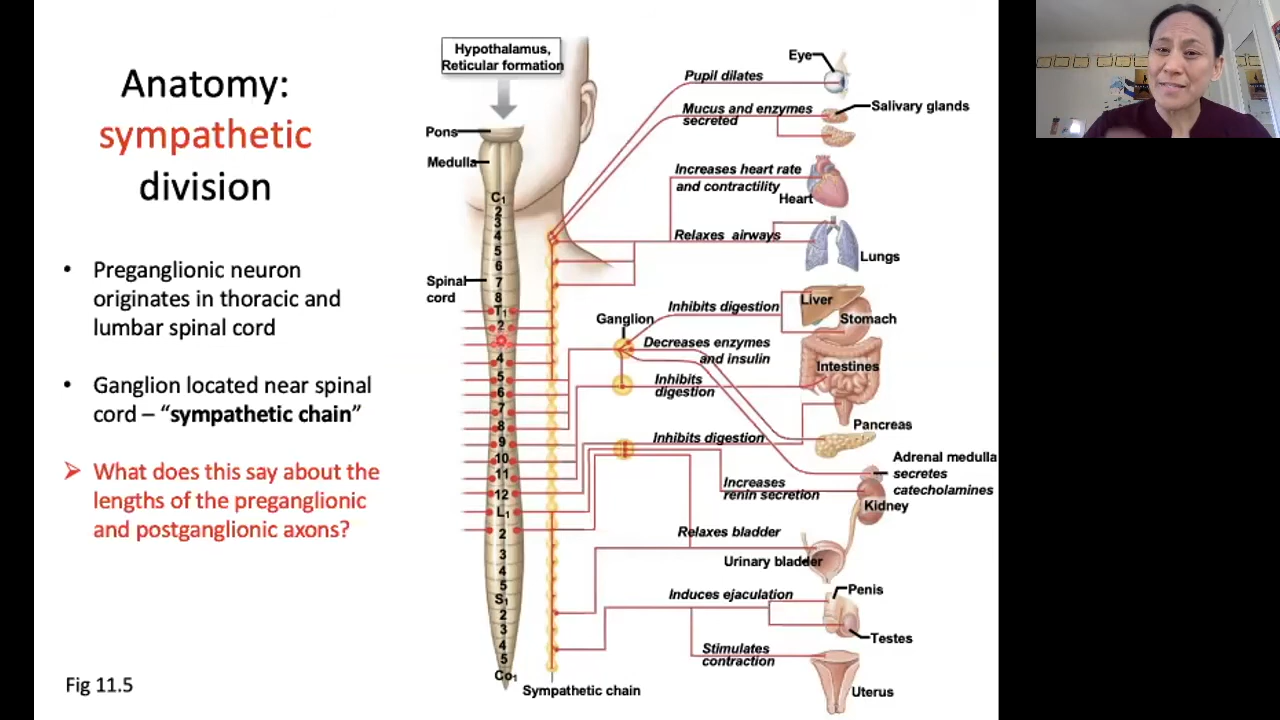 Anatomy:
sympathetic
division
• Preganglionic neuron
originates in thoracic and
lumbar spinal cord
• Ganglion located near spinal
cord – “sympathetic chain”
➢ What does this say about the
lengths of the preganglionic
and postganglionic axons?
Fig 11.5
Hypothalamus,
Reticular formation
Pons
Medulla
Spinal
cord
C1
2
3
4
5
6
7
8
T1
2
4
5
6
7
8
9
10
11
12
L1
2
3
4
5
S1
2
3
4
5
Co1
Sympathetic chain
Ganglion
Pupil dilates
Eye
Mucus and enzymes
secreted
Salivary glands
Increases heart rate
and contractility
Heart
Relaxes airways
Lungs
Inhibits digestion
Liver
Stomach
Decreases enzymes
and insulin
Intestines
Inhibits
digestion
Pancreas
Inhibits digestion
Adrenal medulla
secretes
catecholamines
Increases
renin secretion
Kidney
Relaxes bladder
Urinary bladder
Induces ejaculation
Penis
Testes
Stimulates
contraction
Uterus